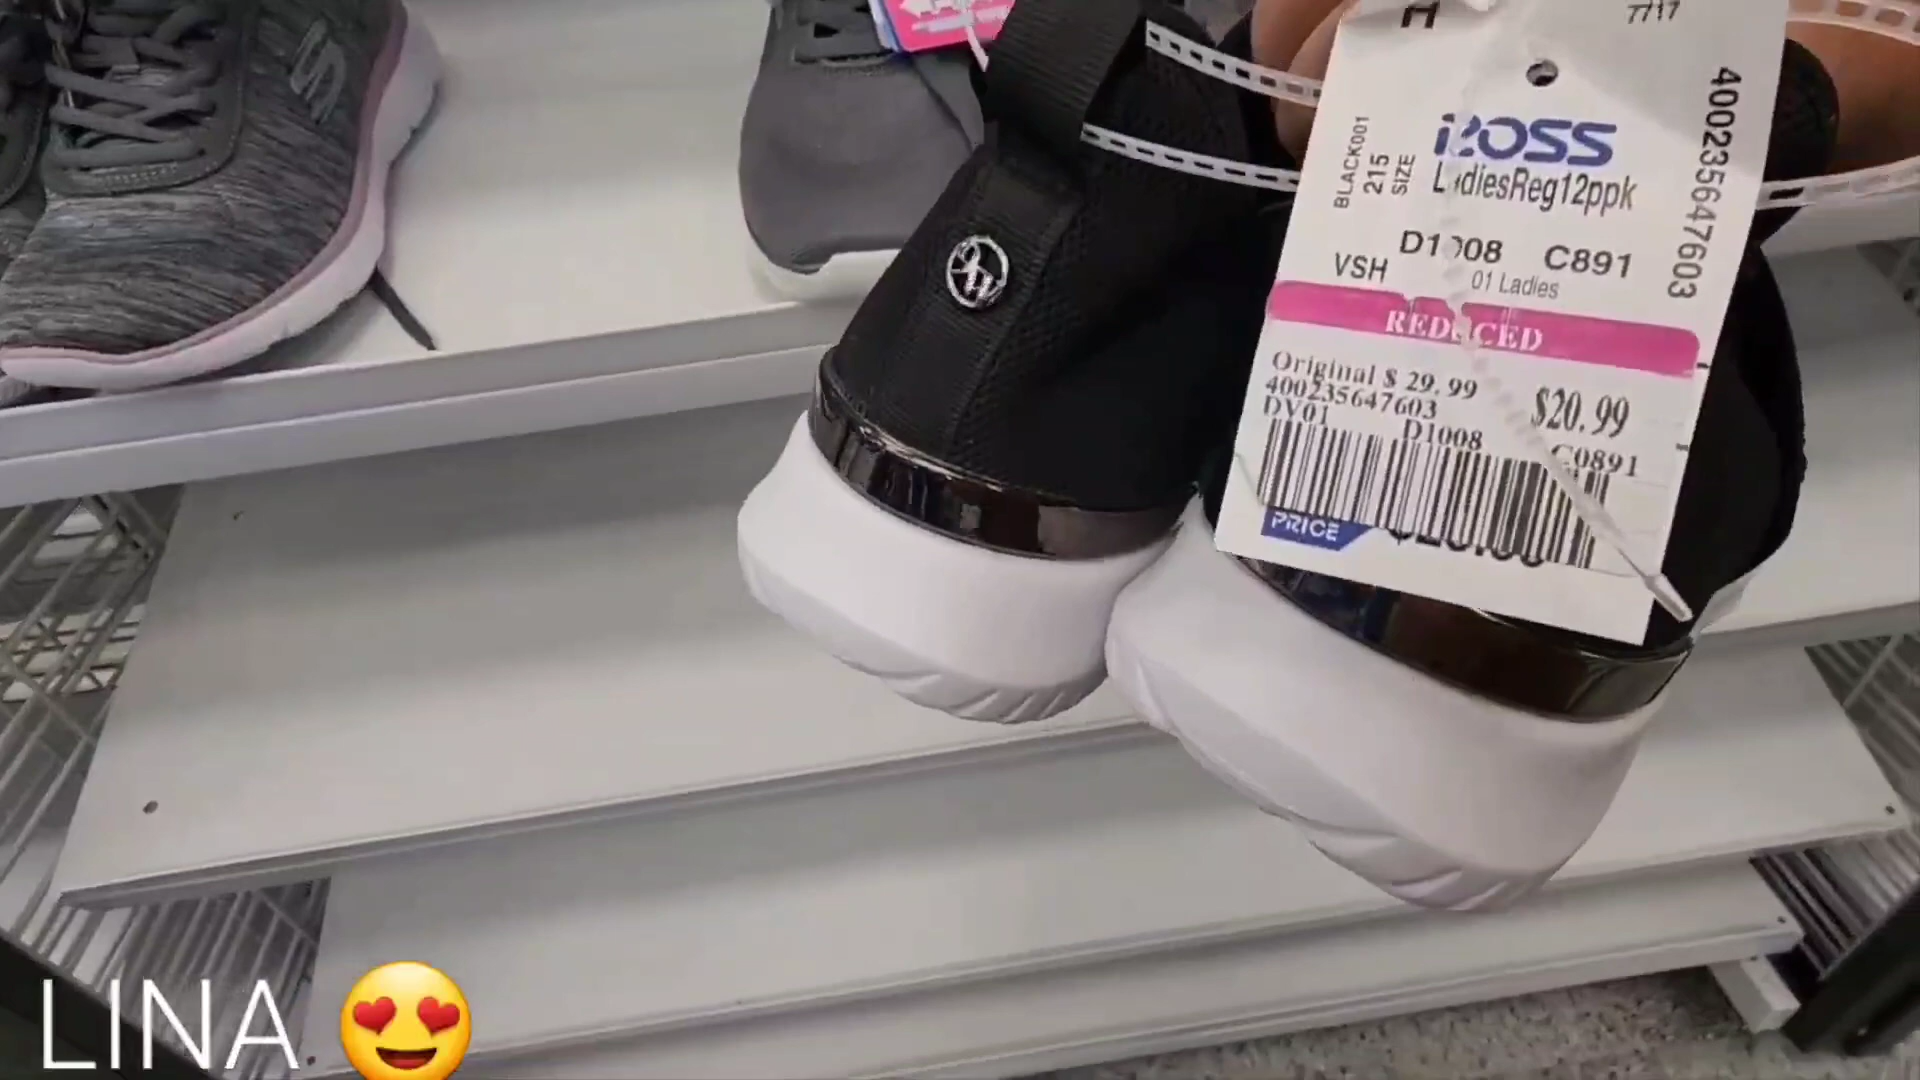 7717
400235647603
ROSS
LadiesReg12ppk
BLACK001
215
SIZE
D1008 C891
VSH 01 Ladies
REDUCED
Original $ 29.99
400235647603 $20.99
DV01 D1008 C0891
PRICE
LINA 😍